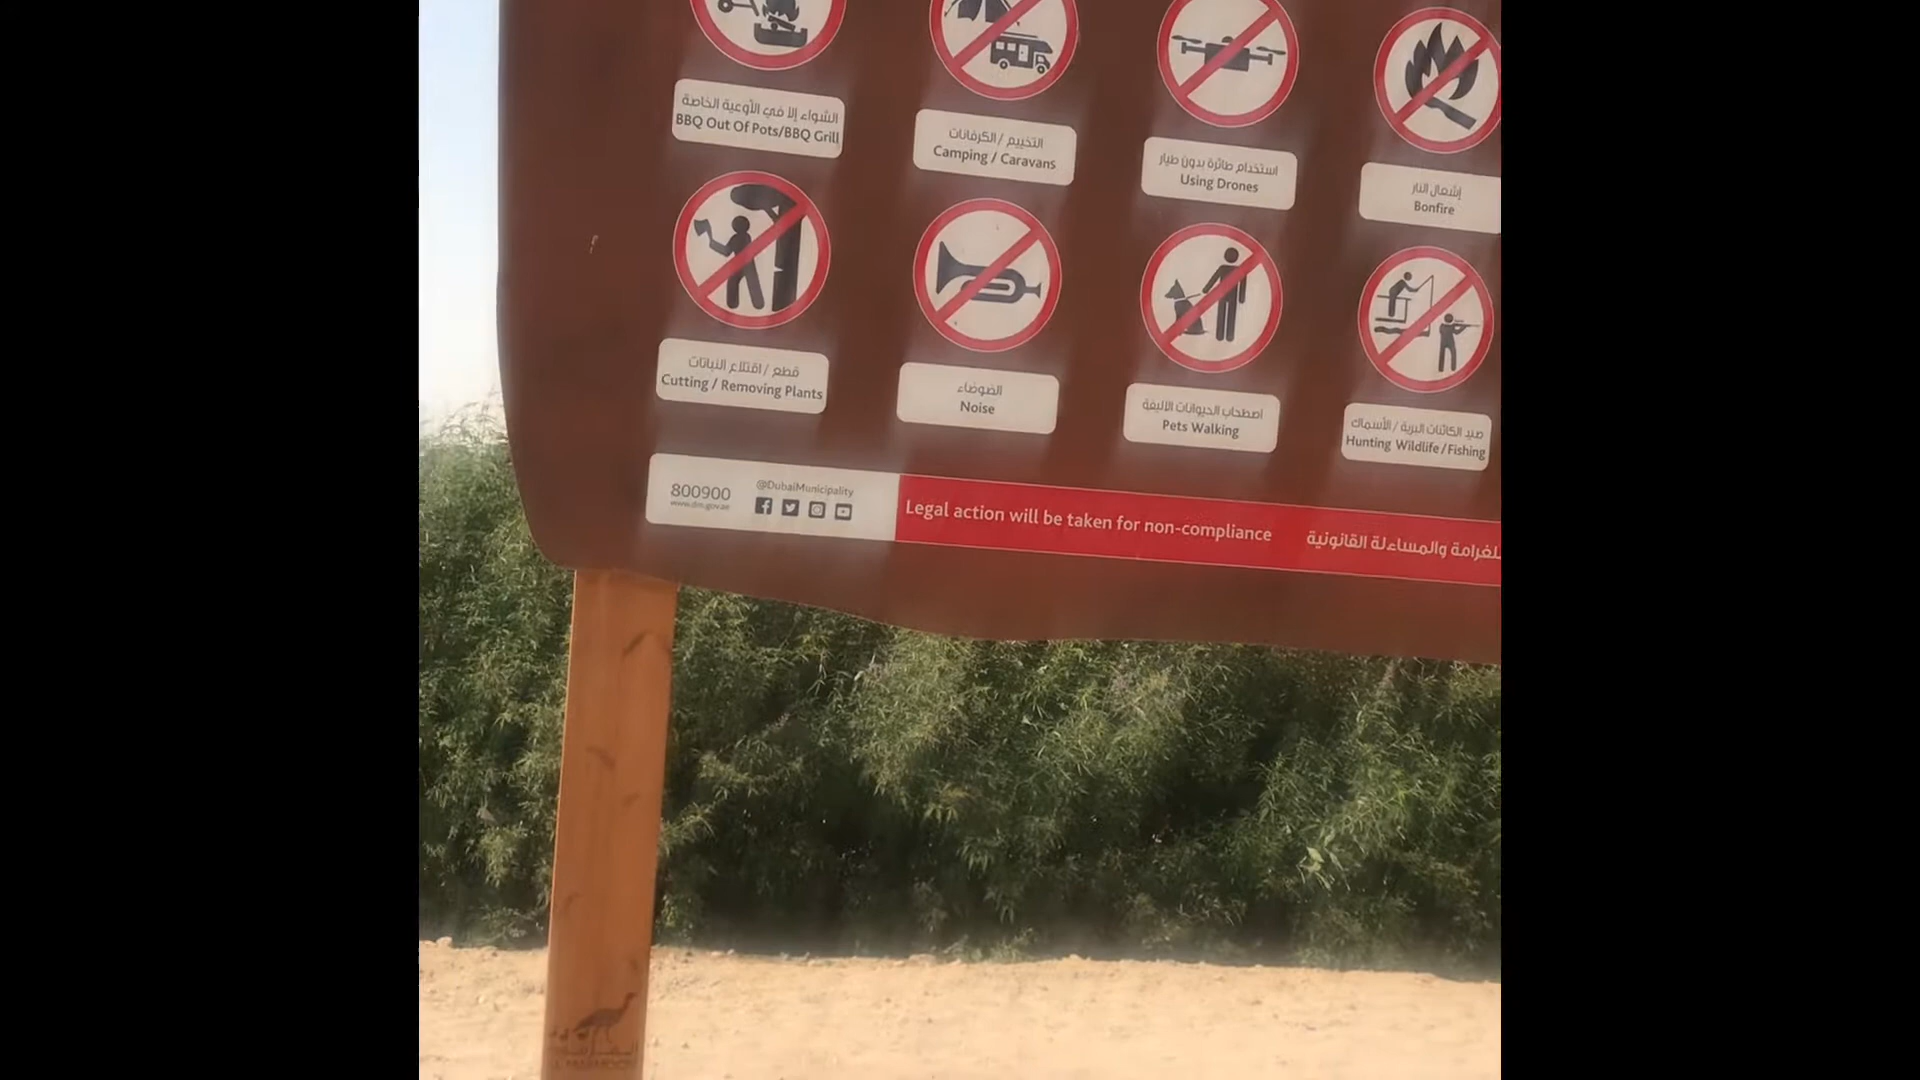 الشواء إلا في الأوعية الخاصة
BBQ Out Of Pots/BBQ Grill
التخييم / الكرفانات
Camping / Caravans
استخدام طائرة بدون طيار
Using Drones
إشعال النار
Bonfire
قطع / اقتلاع النباتات
Cutting / Removing Plants
الضوضاء
Noise
اصطحاب الحيوانات الأليفة
Pets Walking
صيد الكائنات البرية / الأسماك
Hunting Wildlife / Fishing
800900
www.dm.gov.ae
@DubaiMunicipality
Legal action will be taken for non-compliance
للغرامة والمساءلة القانونية